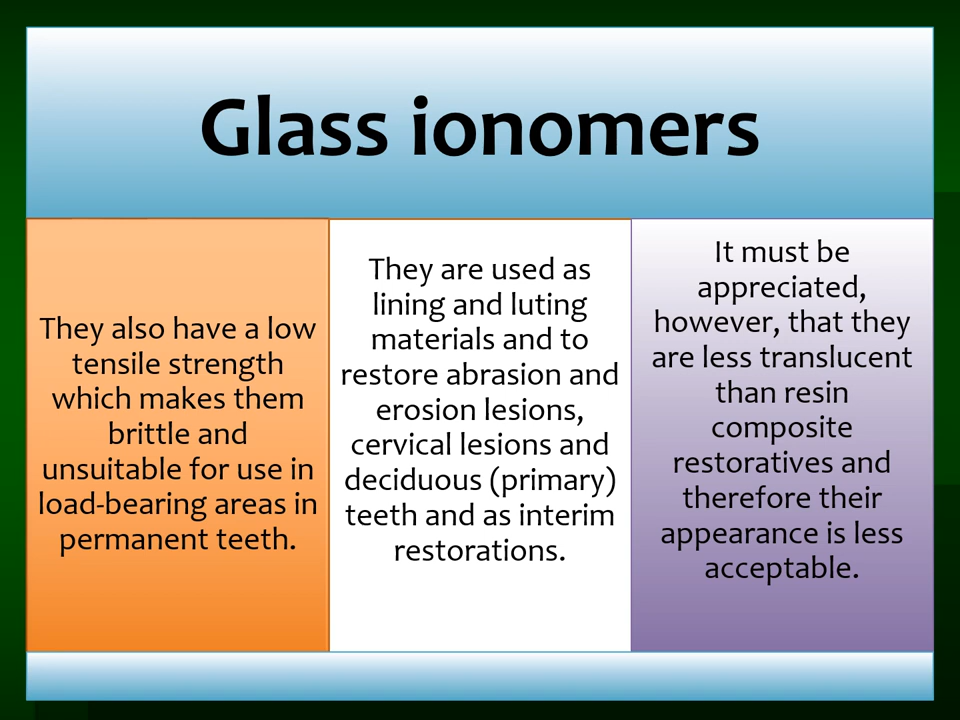 Glass ionomers
They also have a low
tensile strength
which makes them
brittle and
unsuitable for use in
load-bearing areas in
permanent teeth.
They are used as
lining and luting
materials and to
restore abrasion and
erosion lesions,
cervical lesions and
deciduous (primary)
teeth and as interim
restorations.
It must be
appreciated,
however, that they
are less translucent
than resin
composite
restoratives and
therefore their
appearance is less
acceptable.